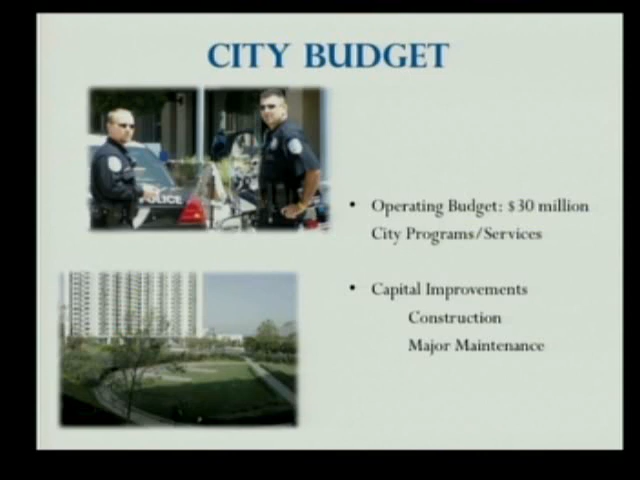 CITY BUDGET
POLICE
• Operating Budget: $30 million
City Programs/Services
• Capital Improvements
Construction
Major Maintenance